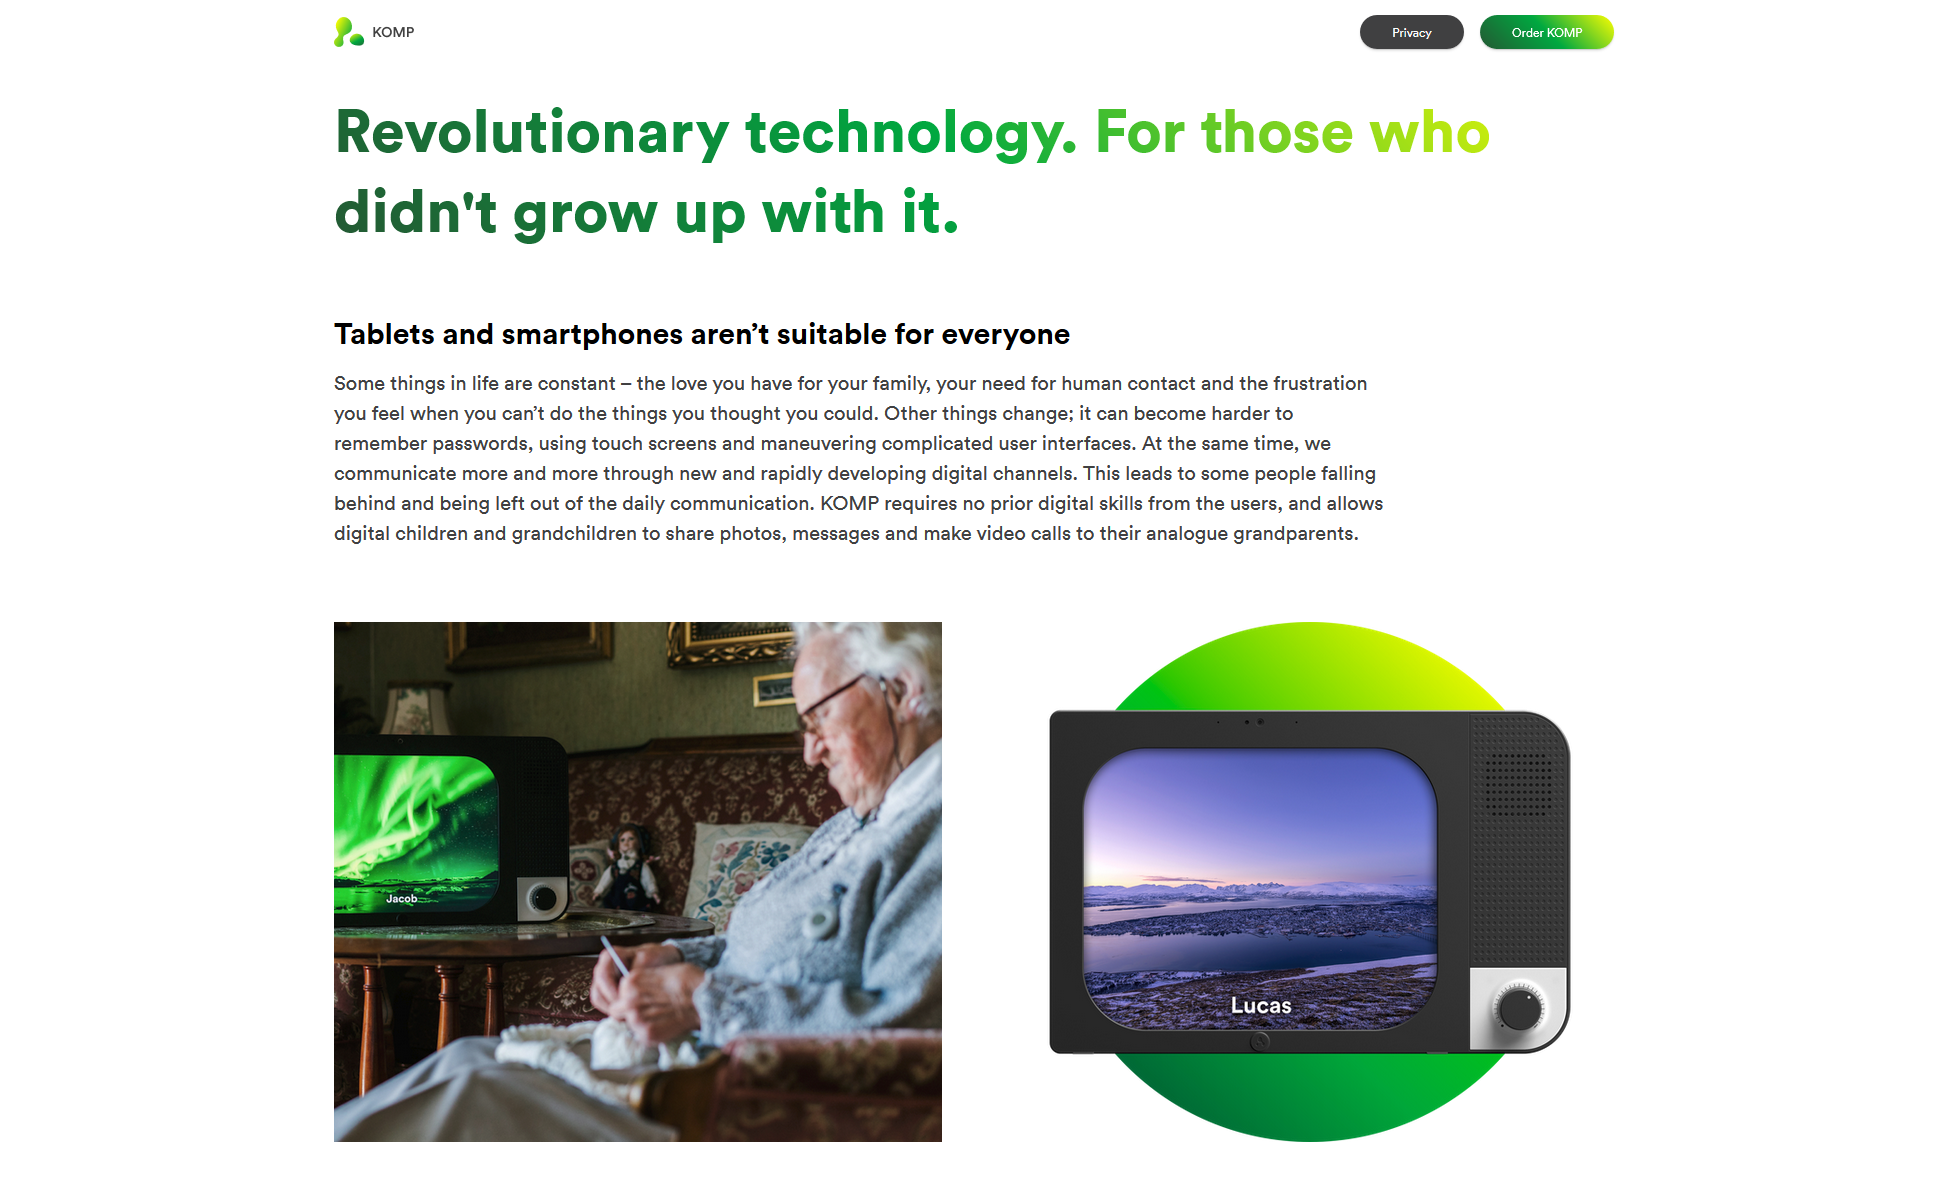 KOMP
Privacy
Order KOMP
Revolutionary technology. For those who
didn't grow up with it.
Tablets and smartphones aren’t suitable for everyone
Some things in life are constant – the love you have for your family, your need for human contact and the frustration
you feel when you can’t do the things you thought you could. Other things change; it can become harder to
remember passwords, using touch screens and maneuvering complicated user interfaces. At the same time, we
communicate more and more through new and rapidly developing digital channels. This leads to some people falling
behind and being left out of the daily communication. KOMP requires no prior digital skills from the users, and allows
digital children and grandchildren to share photos, messages and make video calls to their analogue grandparents.
Jacob
Lucas